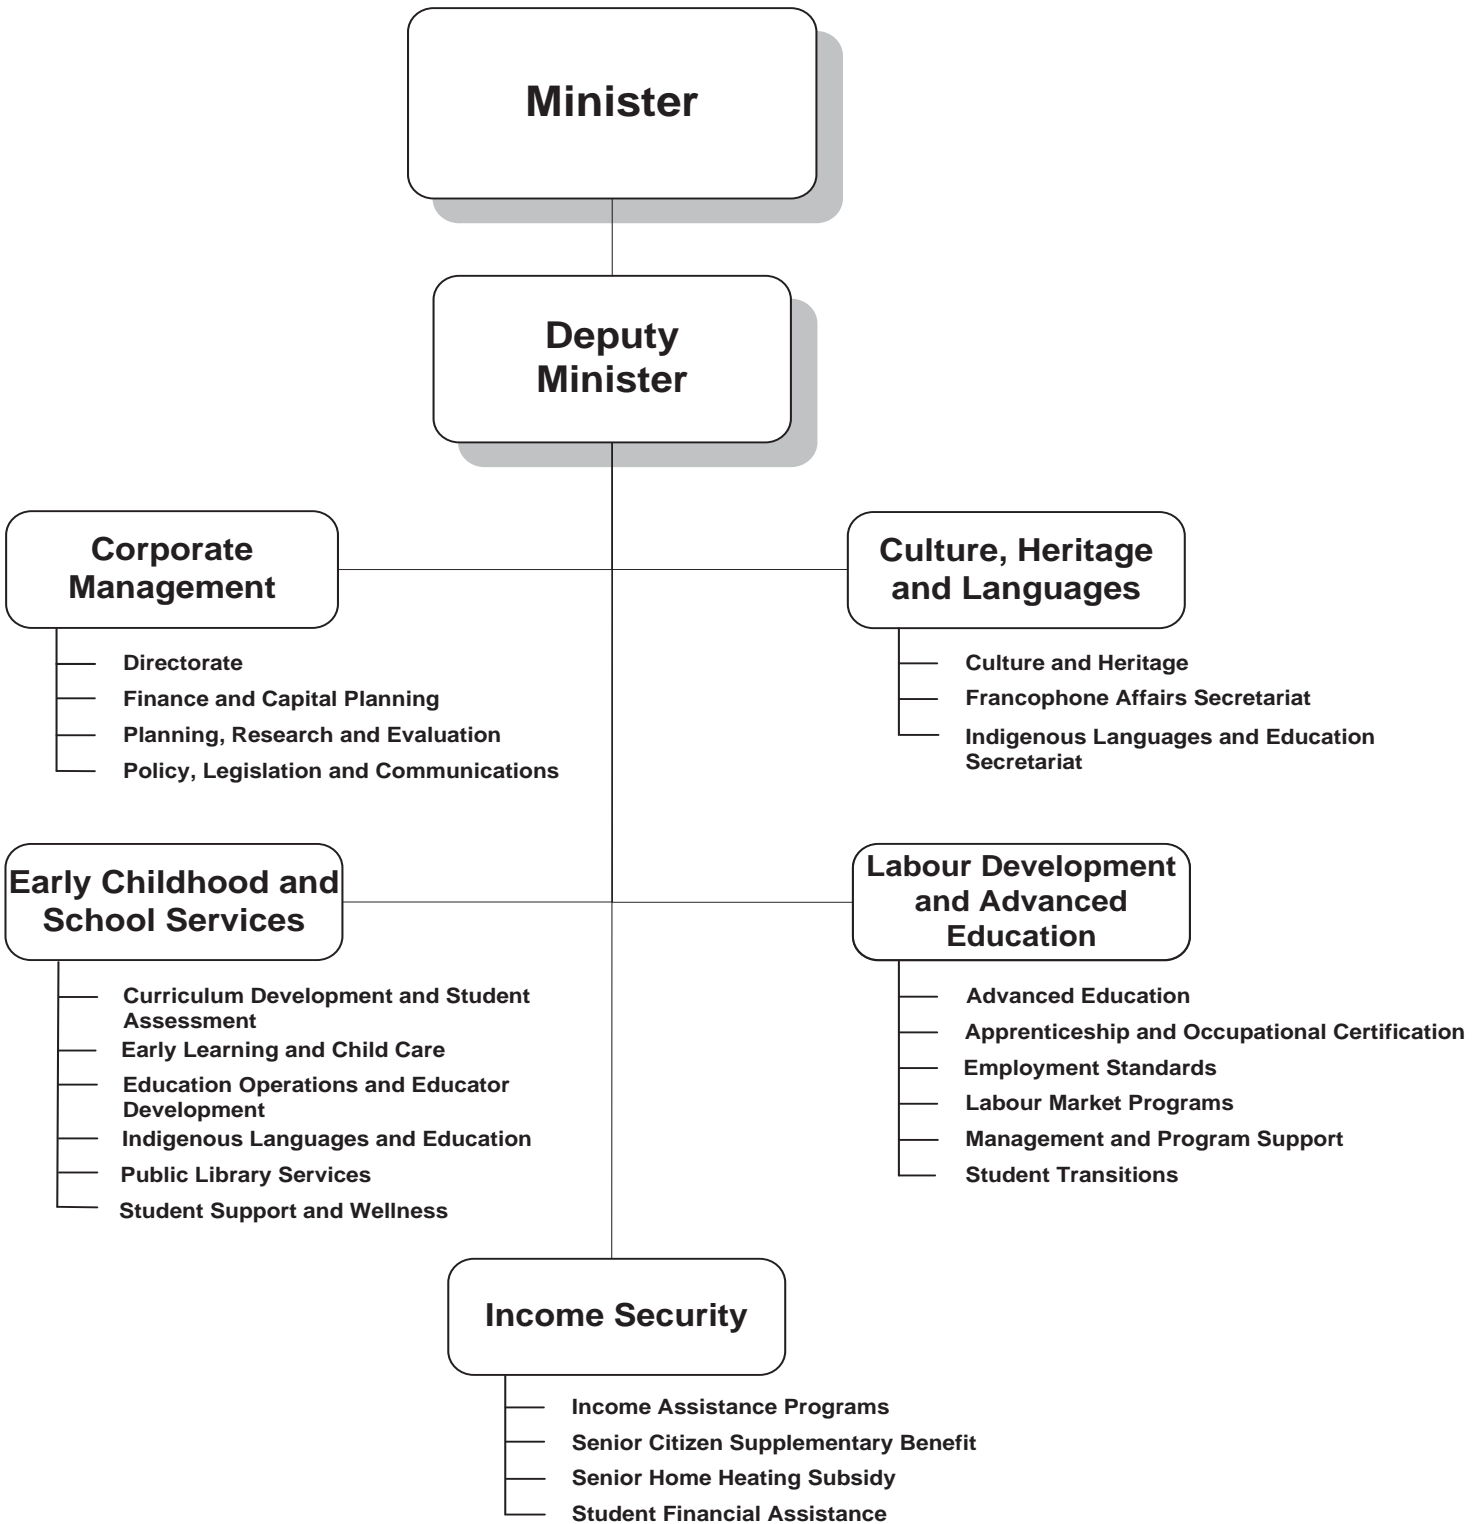 Minister
Deputy
Minister
Corporate
Management
Directorate
Finance and Capital Planning
Planning, Research and Evaluation
Policy, Legislation and Communications
Culture, Heritage
and Languages
Culture and Heritage
Francophone Affairs Secretariat
Indigenous Languages and Education
Secretariat
Early Childhood and
School Services
Curriculum Development and Student
Assessment
Early Learning and Child Care
Education Operations and Educator
Development
Indigenous Languages and Education
Public Library Services
Student Support and Wellness
Labour Development
and Advanced
Education
Advanced Education
Apprenticeship and Occupational Certification
Employment Standards
Labour Market Programs
Management and Program Support
Student Transitions
Income Security
Income Assistance Programs
Senior Citizen Supplementary Benefit
Senior Home Heating Subsidy
Student Financial Assistance